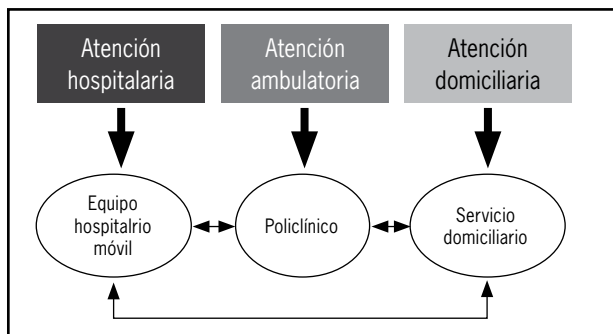 Atención
hospitalaria
Atención
ambulatoria
Atención
domiciliaria
Equipo
hospitalrio
móvil
Policlínico
Servicio
domiciliario